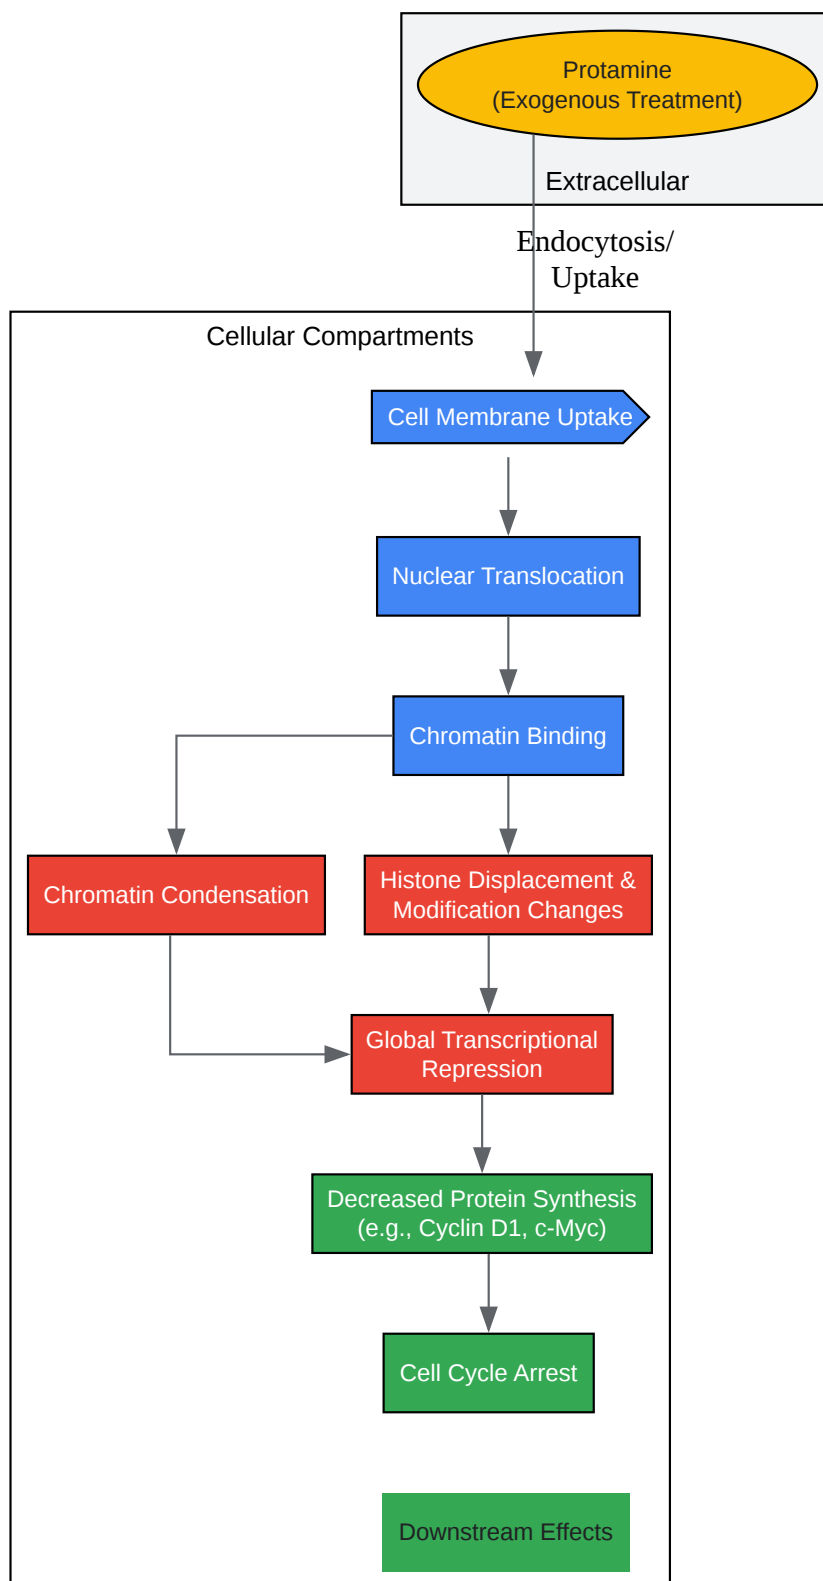 Protamine
(Exogenous Treatment)
Extracellular
Endocytosis/
Uptake
Cellular Compartments
Cell Membrane Uptake
Nuclear Translocation
Chromatin Binding
Chromatin Condensation
Histone Displacement &
Modification Changes
Global Transcriptional
Repression
Decreased Protein Synthesis
(e.g., Cyclin D1, c-Myc)
Cell Cycle Arrest
Downstream Effects